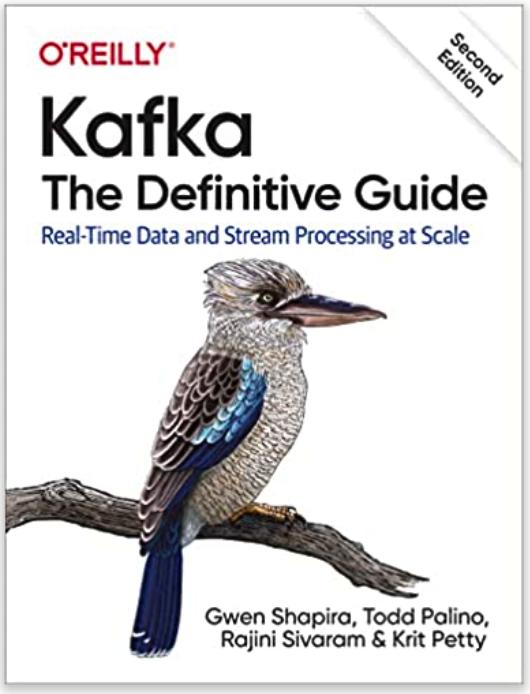 O'REILLY®
Second
Edition
Kafka
The Definitive Guide
Real-Time Data and Stream Processing at Scale
Gwen Shapira, Todd Palino,
Rajini Sivaram & Krit Petty